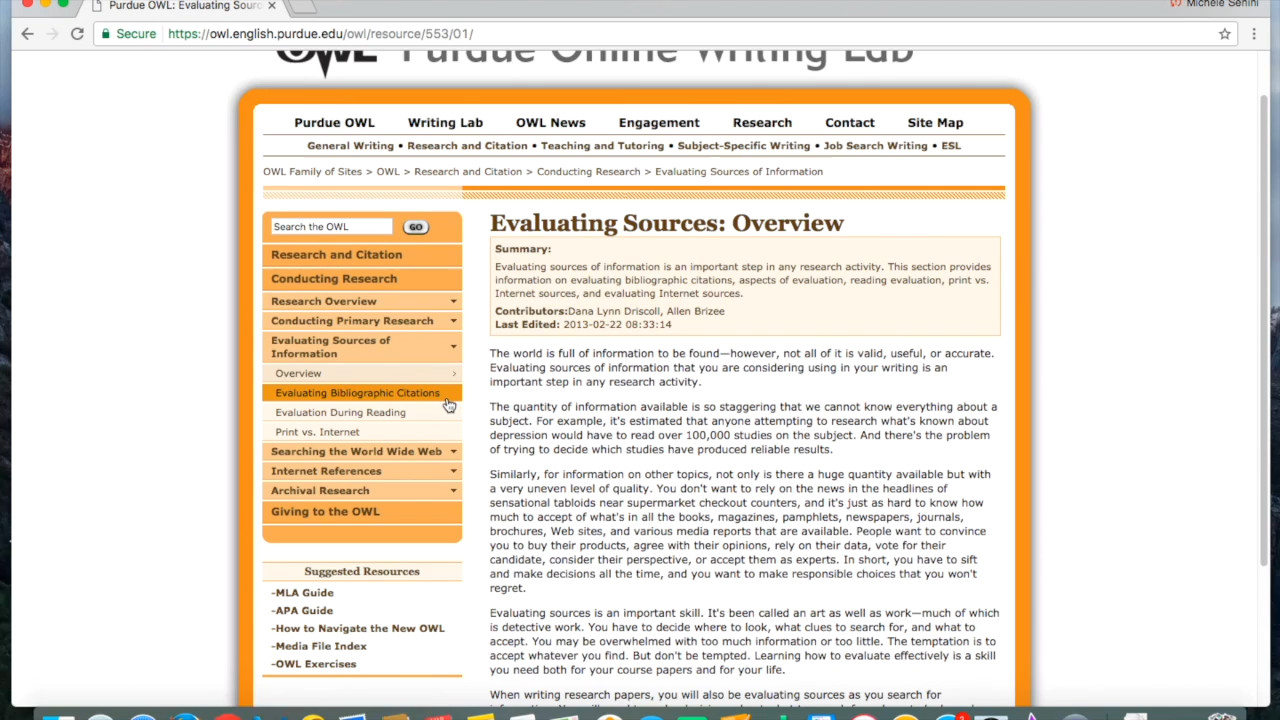 Purdue OWL: Evaluating Sourc
Michele Senini
Secure https://owl.english.purdue.edu/owl/resource/553/01/
OWL Purdue Online Writing Lab
Purdue OWL Writing Lab OWL News Engagement Research Contact Site Map
General Writing • Research and Citation • Teaching and Tutoring • Subject-Specific Writing • Job Search Writing • ESL
OWL Family of Sites > OWL > Research and Citation > Conducting Research > Evaluating Sources of Information
Search the OWL GO
Research and Citation
Conducting Research
Research Overview
Conducting Primary Research
Evaluating Sources of
Information
Overview
Evaluating Bibliographic Citations
Evaluation During Reading
Print vs. Internet
Searching the World Wide Web
Internet References
Archival Research
Giving to the OWL
Suggested Resources
-MLA Guide
-APA Guide
-How to Navigate the New OWL
-Media File Index
-OWL Exercises
Evaluating Sources: Overview
Summary:
Evaluating sources of information is an important step in any research activity. This section provides
information on evaluating bibliographic citations, aspects of evaluation, reading evaluation, print vs.
Internet sources, and evaluating Internet sources.
Contributors:Dana Lynn Driscoll, Allen Brizee
Last Edited: 2013-02-22 08:33:14
The world is full of information to be found—however, not all of it is valid, useful, or accurate.
Evaluating sources of information that you are considering using in your writing is an
important step in any research activity.
The quantity of information available is so staggering that we cannot know everything about a
subject. For example, it's estimated that anyone attempting to research what's known about
depression would have to read over 100,000 studies on the subject. And there's the problem
of trying to decide which studies have produced reliable results.
Similarly, for information on other topics, not only is there a huge quantity available but with
a very uneven level of quality. You don't want to rely on the news in the headlines of
sensational tabloids near supermarket checkout counters, and it's just as hard to know how
much to accept of what's in all the books, magazines, pamphlets, newspapers, journals,
brochures, Web sites, and various media reports that are available. People want to convince
you to buy their products, agree with their opinions, rely on their data, vote for their
candidate, consider their perspective, or accept them as experts. In short, you have to sift
and make decisions all the time, and you want to make responsible choices that you won't
regret.
Evaluating sources is an important skill. It's been called an art as well as work—much of which
is detective work. You have to decide where to look, what clues to search for, and what to
accept. You may be overwhelmed with too much information or too little. The temptation is to
accept whatever you find. But don't be tempted. Learning how to evaluate effectively is a skill
you need both for your course papers and for your life.
When writing research papers, you will also be evaluating sources as you search for